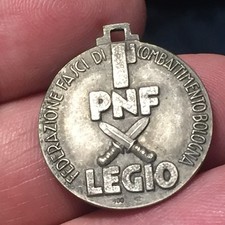 FEDERAZIONE FASCI DI COMBATTIMENTO BOLOGNA
PNF
LEGIO